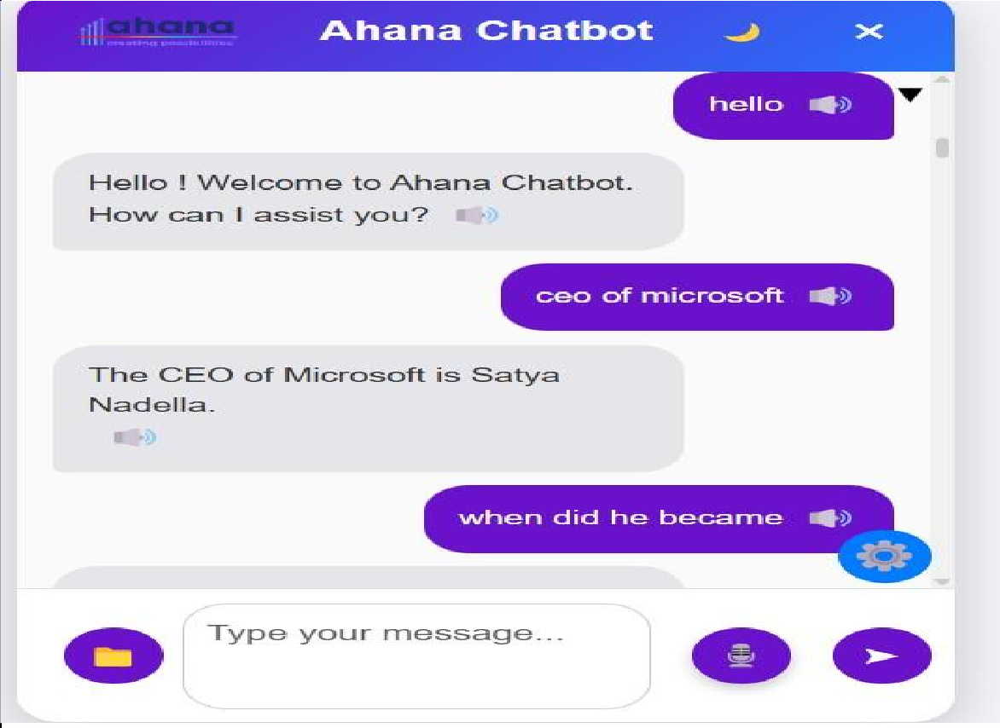 ahana
creating possibilities
Ahana Chatbot
hello
Hello ! Welcome to Ahana Chatbot.
How can I assist you?
ceo of microsoft
The CEO of Microsoft is Satya
Nadella.
when did he became
Type your message...